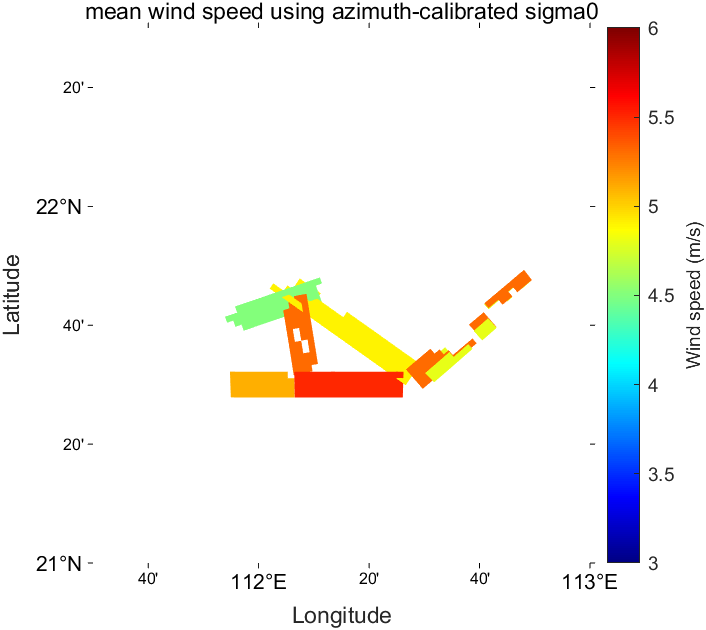 mean wind speed using azimuth-calibrated sigma0
20'
22°N
40'
20'
21°N
Latitude
40'
112°E
20'
40'
113°E
Longitude
6
5.5
5
4.5
4
3.5
3
Wind speed (m/s)